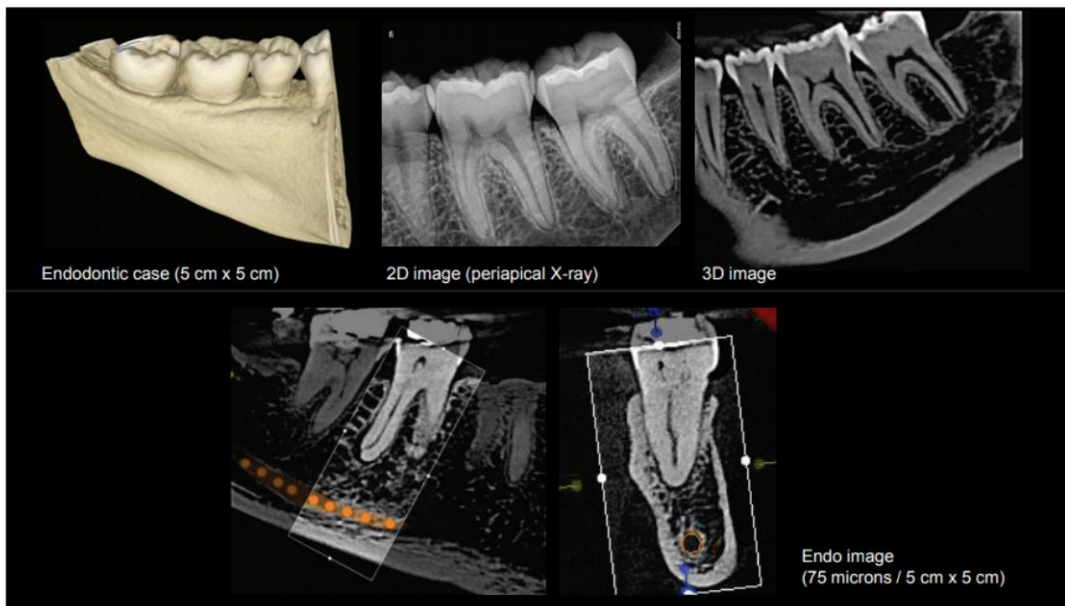 Endodontic case (5 cm x 5 cm)
2D image (periapical X-ray)
3D image
Endo image
(75 microns / 5 cm x 5 cm)